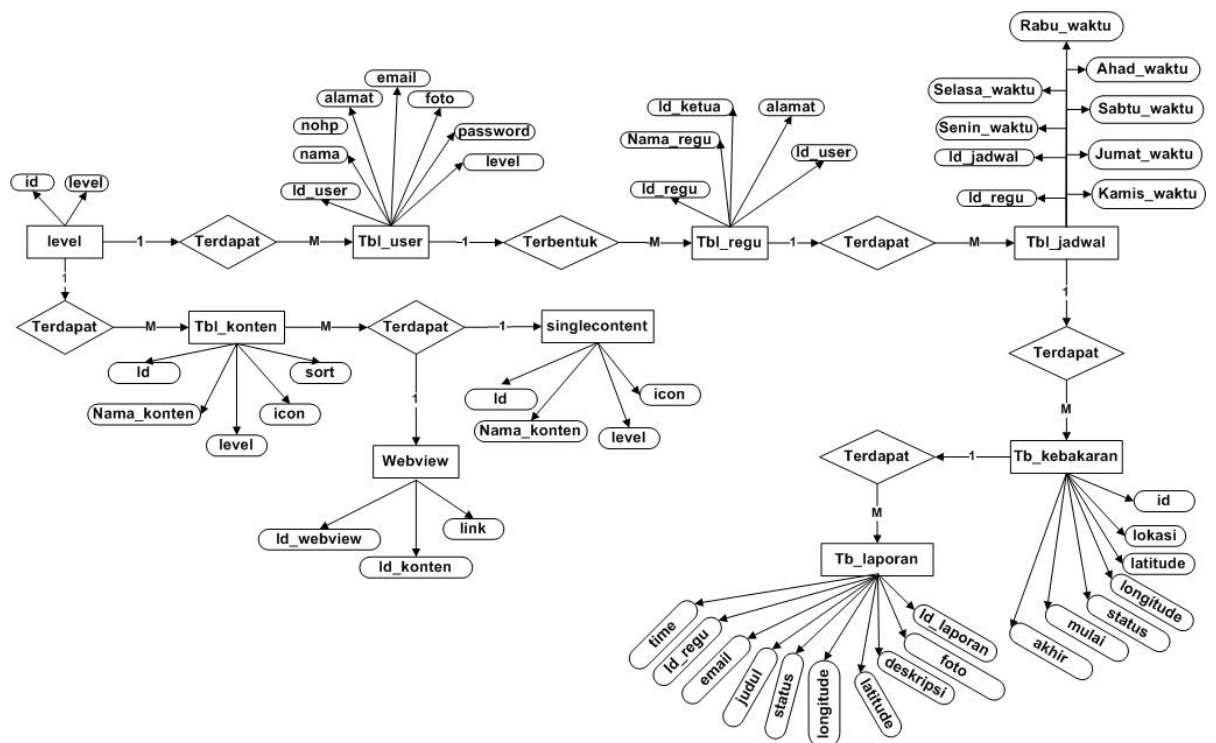 Rabu_waktu
Ahad_waktu
Selasa_waktu
Sabtu_waktu
Senin_waktu
Id_jadwal
Jumat_waktu
Id_regu
Kamis_waktu
email
alamat
foto
nohp
password
nama
level
Id_user
Id_ketua
alamat
Nama_regu
Id_user
Id_regu
id
level
level
1
Terdapat
M
Tbl_user
1
Terbentuk
M
Tbl_regu
1
Terdapat
M
Tbl_jadwal
1
1
Terdapat
M
Tbl_konten
M
Terdapat
1
singlecontent
Terdapat
Id
sort
Nama_konten
icon
level
1
Id
icon
Nama_konten
level
M
Webview
Id_webview
link
Id_konten
Terdapat
1
Tb_kebakaran
M
id
lokasi
latitude
longitude
status
mulai
akhir
Tb_laporan
time
Id_regu
email
judul
status
longitude
latitude
deskripsi
foto
Id_laporan